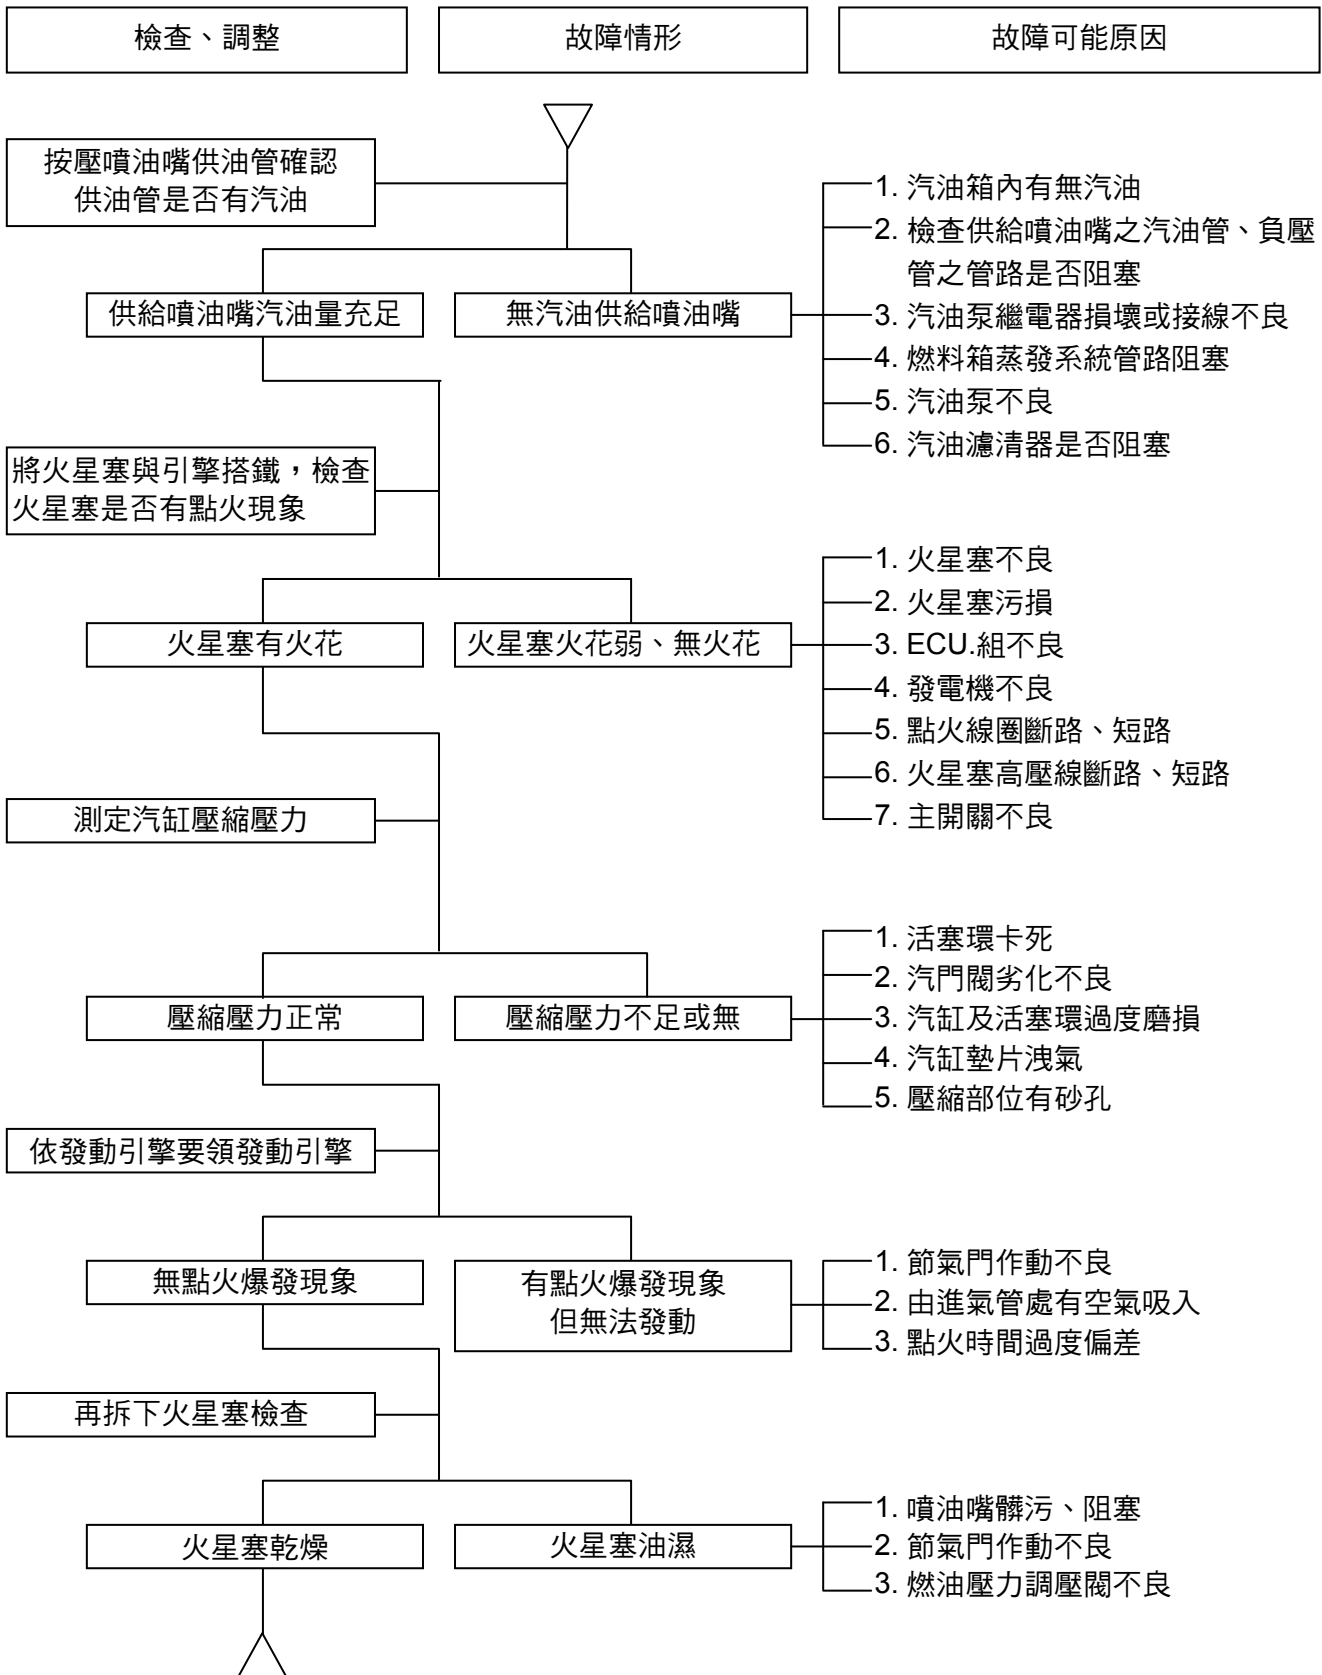 檢查、調整
故障情形
故障可能原因
按壓噴油嘴供油管確認
供油管是否有汽油
供給噴油嘴汽油量充足
無汽油供給噴油嘴
1. 汽油箱內有無汽油
2. 檢查供給噴油嘴之汽油管、負壓
管之管路是否阻塞
3. 汽油泵繼電器損壞或接線不良
4. 燃料箱蒸發系統管路阻塞
5. 汽油泵不良
6. 汽油濾清器是否阻塞
將火星塞與引擎搭鐵，檢查
火星塞是否有點火現象
火星塞有火花
火星塞火花弱、無火花
1. 火星塞不良
2. 火星塞污損
3. ECU.組不良
4. 發電機不良
5. 點火線圈斷路、短路
6. 火星塞高壓線斷路、短路
7. 主開關不良
測定汽缸壓縮壓力
壓縮壓力正常
壓縮壓力不足或無
1. 活塞環卡死
2. 汽門閥劣化不良
3. 汽缸及活塞環過度磨損
4. 汽缸墊片洩氣
5. 壓縮部位有砂孔
依發動引擎要領發動引擎
無點火爆發現象
有點火爆發現象
但無法發動
1. 節氣門作動不良
2. 由進氣管處有空氣吸入
3. 點火時間過度偏差
再拆下火星塞檢查
火星塞乾燥
火星塞油濕
1. 噴油嘴髒污、阻塞
2. 節氣門作動不良
3. 燃油壓力調壓閥不良